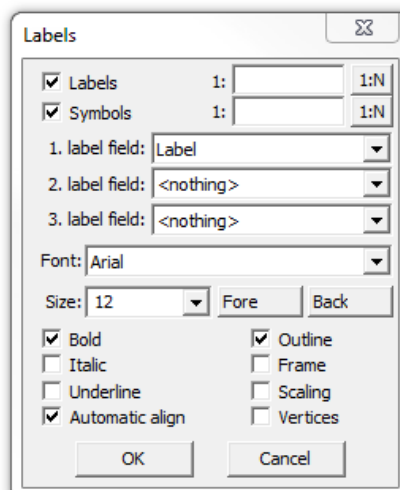 Labels
Labels 1: 1:N
Symbols 1: 1:N
1. label field: Label
2. label field: <nothing>
3. label field: <nothing>
Font: Arial
Size: 12 Fore Back
Bold Outline
Italic Frame
Underline Scaling
Automatic align Vertices
OK Cancel